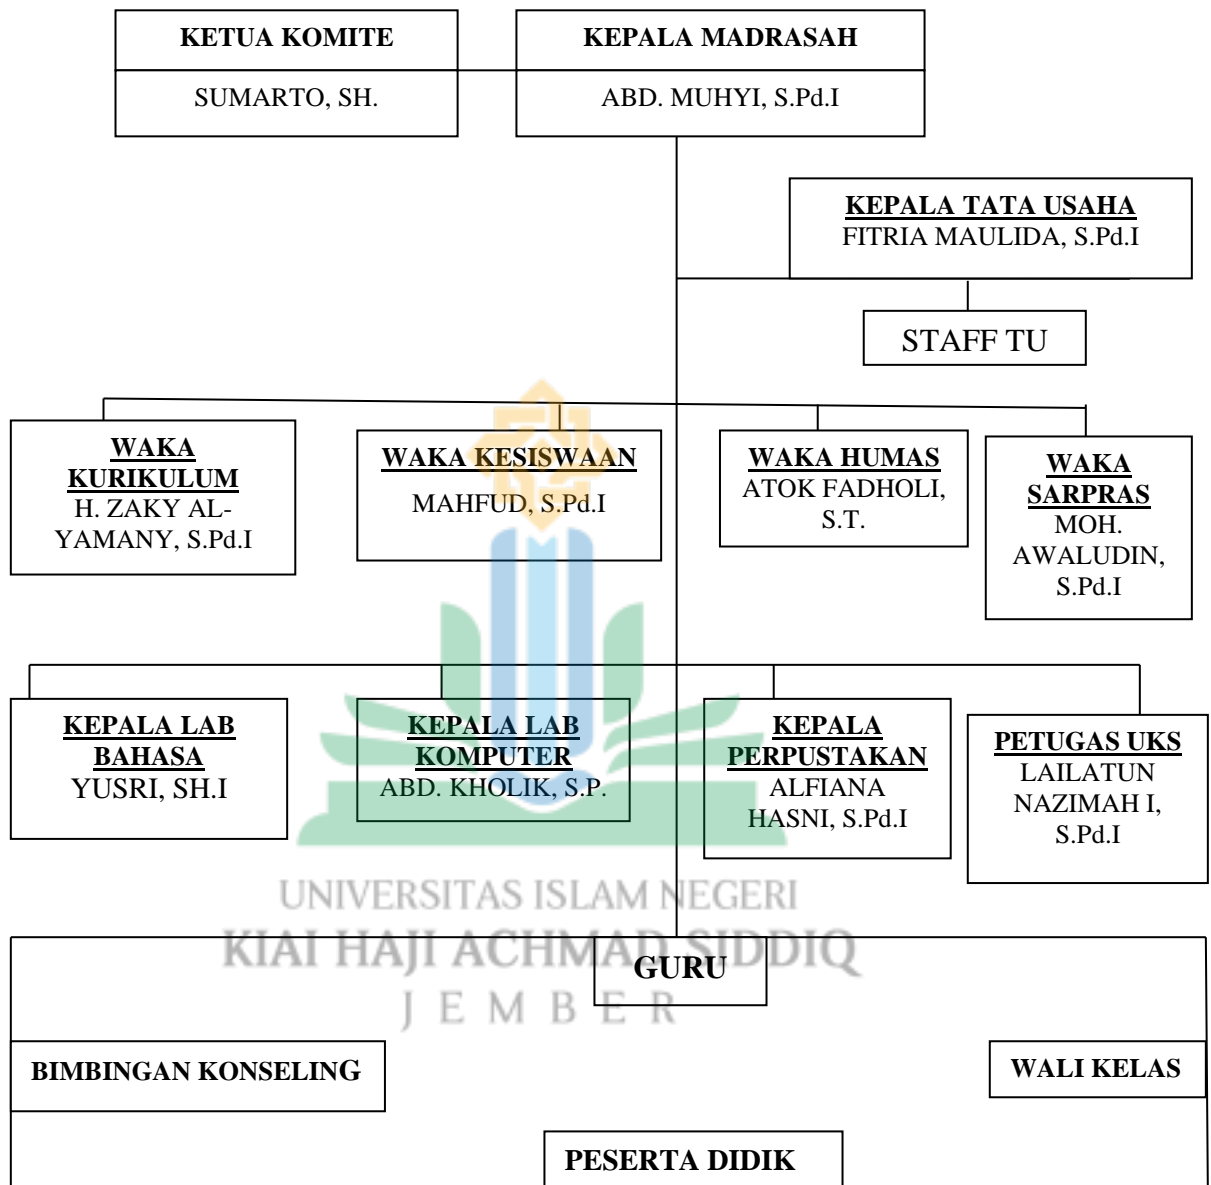 KETUA KOMITE
SUMARTO, SH.
KEPALA MADRASAH
ABD. MUHYI, S.Pd.I
KEPALA TATA USAHA
FITRIA MAULIDA, S.Pd.I
STAFF TU
WAKA
KURIKULUM
H. ZAKY AL-
YAMANY, S.Pd.I
WAKA KESISWAAN
MAHFUD, S.Pd.I
WAKA HUMAS
ATOK FADHOLI,
S.T.
WAKA
SARPRAS
MOH.
AWALUDIN,
S.Pd.I
KEPALA LAB
BAHASA
YUSRI, SH.I
KEPALA LAB
KOMPUTER
ABD. KHOLIK, S.P.
KEPALA
PERPUSTAKAN
ALFIANA
HASNI, S.Pd.I
PETUGAS UKS
LAILATUN
NAZIMAH I,
S.Pd.I
UNIVERSITAS ISLAM NEGERI
KIAI HAJI ACHMAD SIDDIQ
JEMBER
GURU
BIMBINGAN KONSELING
WALI KELAS
PESERTA DIDIK